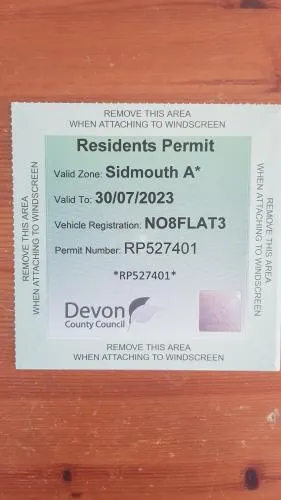 REMOVE THIS AREA
WHEN ATTACHING TO WINDSCREEN
Residents Permit
Valid Zone: Sidmouth A*
Valid To: 30/07/2023
Vehicle Registration: NO8FLAT3
Permit Number: RP527401
*RP527401*
Devon
County Council
REMOVE THIS AREA
WHEN ATTACHING TO WINDSCREEN
REMOVE THIS AREA
WHEN ATTACHING TO WINDSCREEN
REMOVE THIS AREA
WHEN ATTACHING TO WINDSCREEN